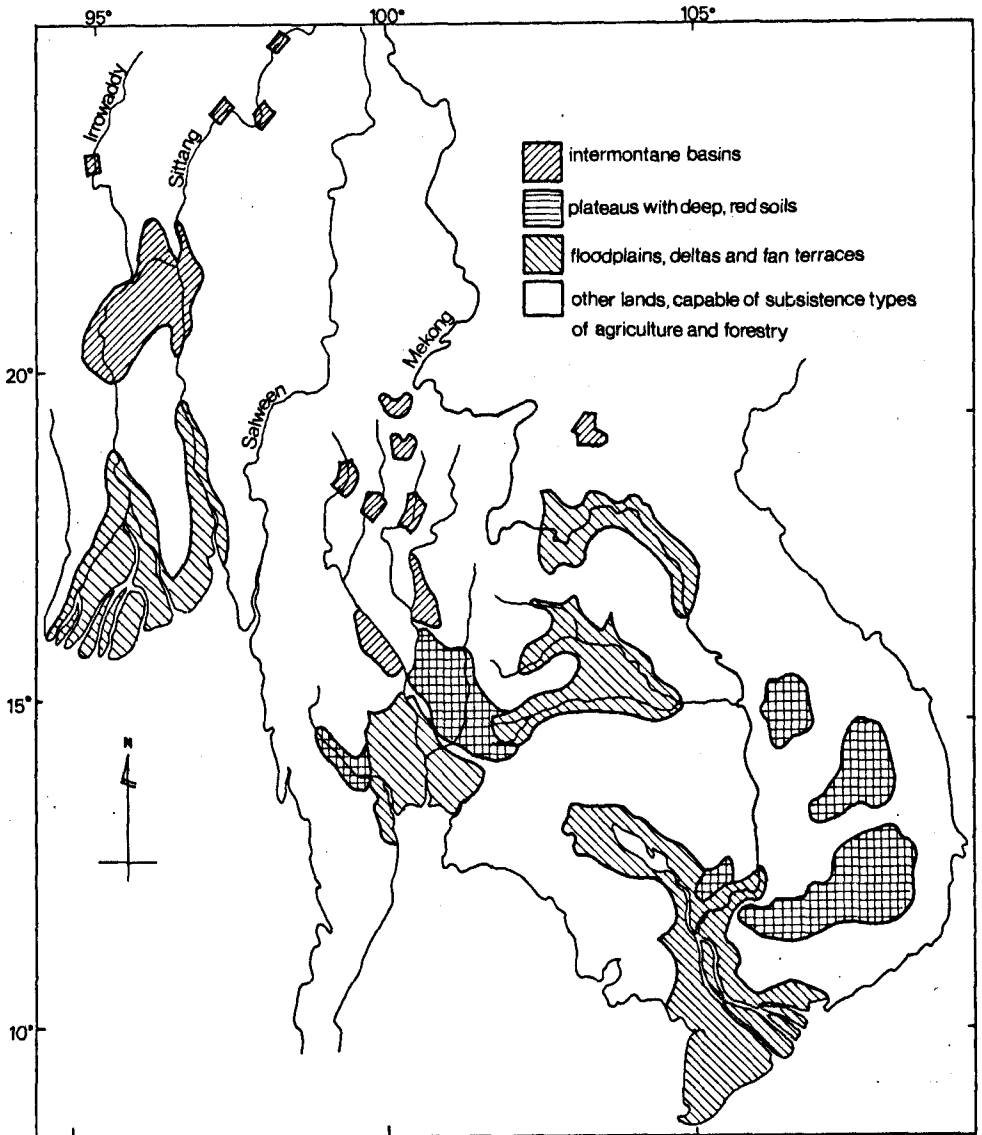 95°
100°
105°
Irrowaddy
Sittang
intermontane basins
plateaus with deep, red soils
floodplains, deltas and fan terraces
other lands, capable of subsistence types
of agriculture and forestry
Mekong
20°
Salween
15°
N
10°